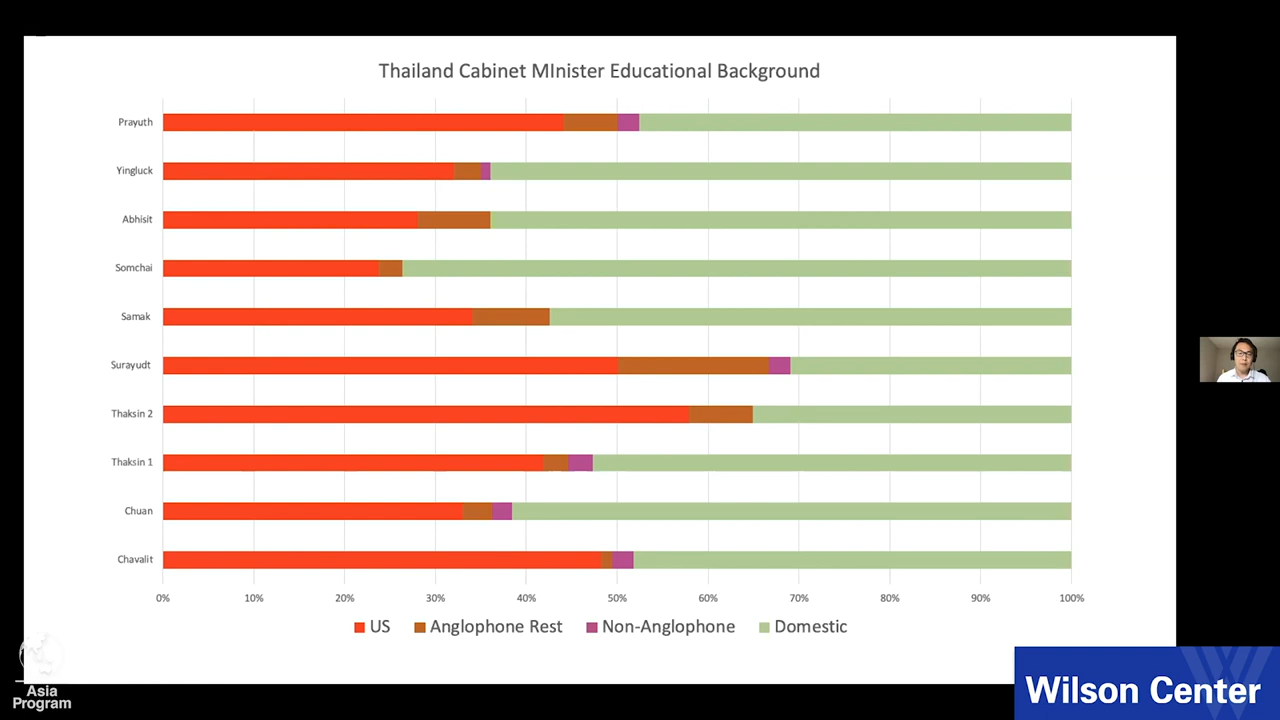 Thailand Cabinet MInister Educational Background
Prayuth
Yingluck
Abhisit
Somchai
Samak
Surayudt
Thaksin 2
Thaksin 1
Chuan
Chavalit
0% 10% 20% 30% 40% 50% 60% 70% 80% 90% 100%
US Anglophone Rest Non-Anglophone Domestic
Asia
Program
Wilson Center